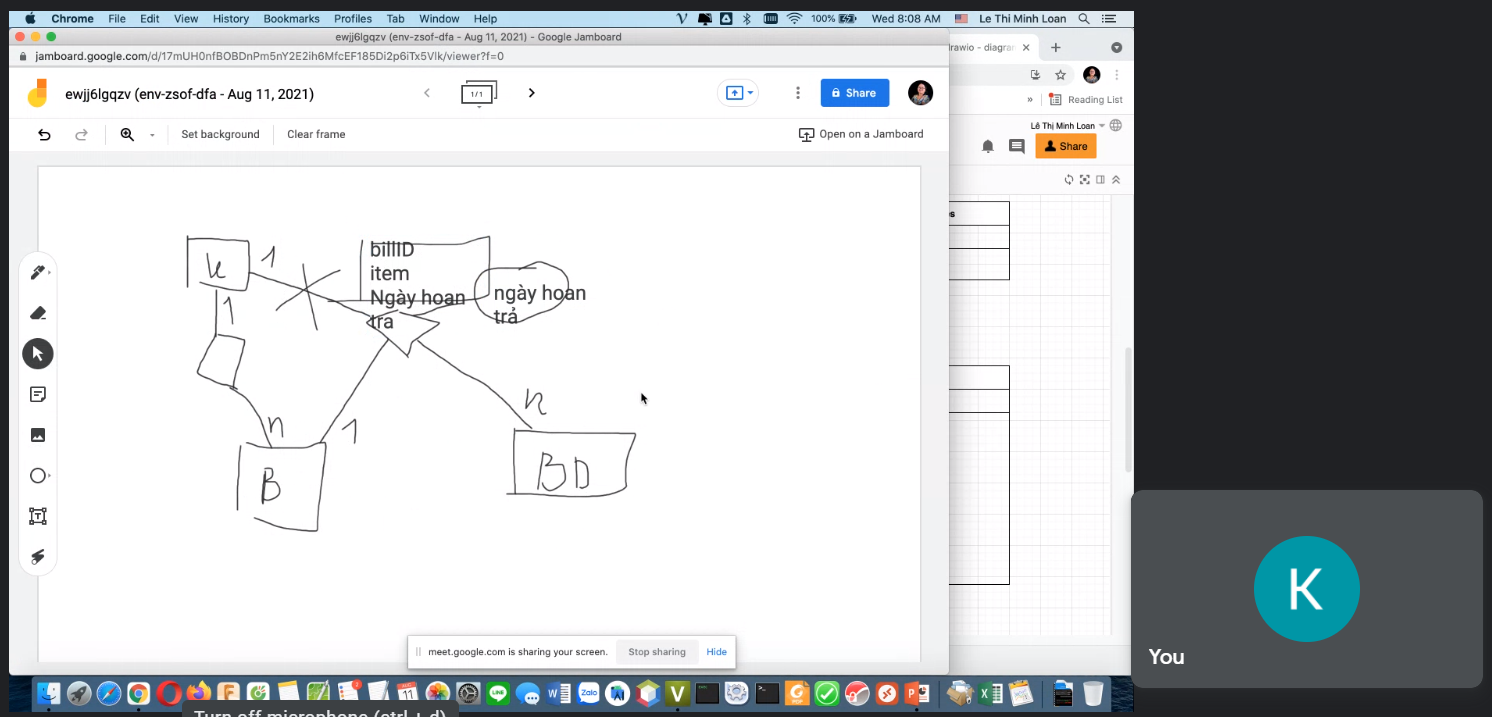 Chrome File Edit View History Bookmarks Profiles Tab Window Help
100% Wed 8:08 AM Le Thi Minh Loan
ewjj6lgqzv (env-zsof-dfa - Aug 11, 2021) - Google Jamboard
jamboard.google.com/d/17mUH0nfBOBDnPm5nY2E2ih6MfcEF185Di2p6iTx5Vlk/viewer?f=0
rawio - diagran
ewjj6lgqzv (env-zsof-dfa - Aug 11, 2021)
1/1
Share
» Reading List
Set background Clear frame Open on a Jamboard
Lê Thị Minh Loan
Share
billID
item
Ngày hoan
tra
ngày hoan
trả
1
1
n
1
n
B
BD
meet.google.com is sharing your screen. Stop sharing Hide
K
You
Turn off microphone (ctrl + d)